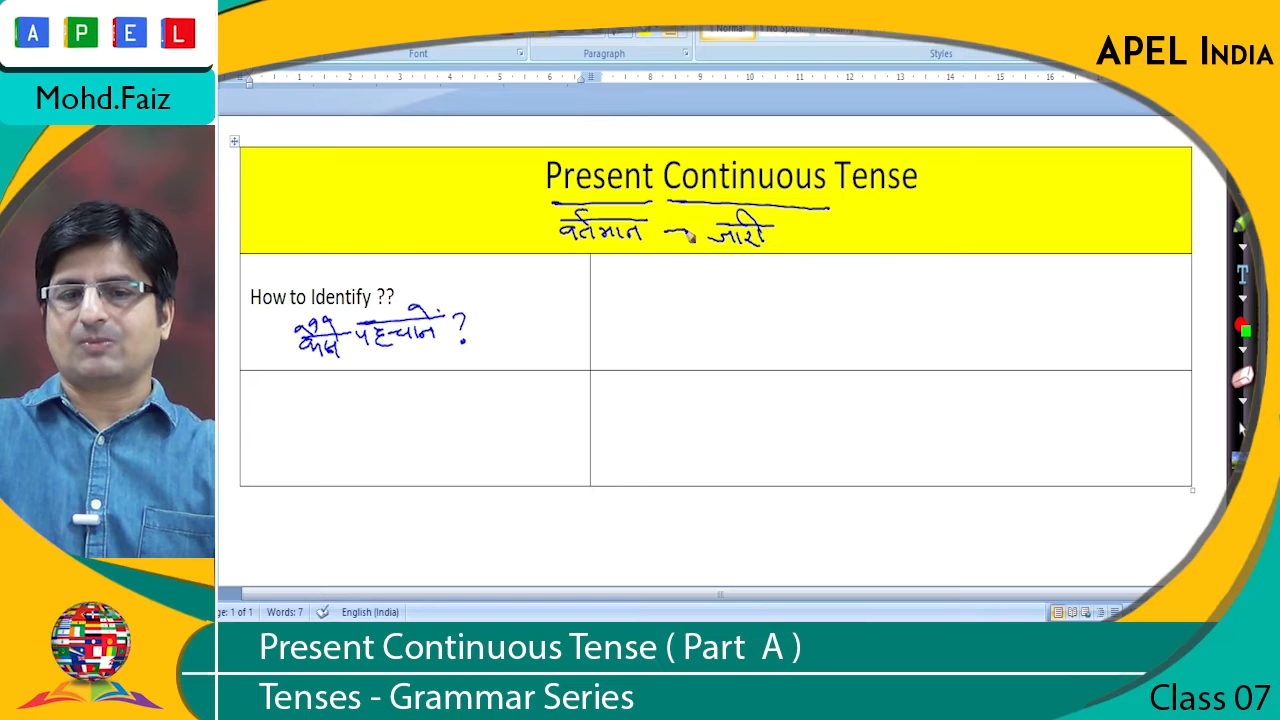 A P E L
APEL INDIA
Mohd.Faiz
Font
Paragraph
Styles
Present Continuous Tense
वर्तमान → जारी
How to Identify ??
कैसे पहचाने ?
Words: 7
English (India)
Present Continuous Tense ( Part A )
Tenses - Grammar Series
Class 07